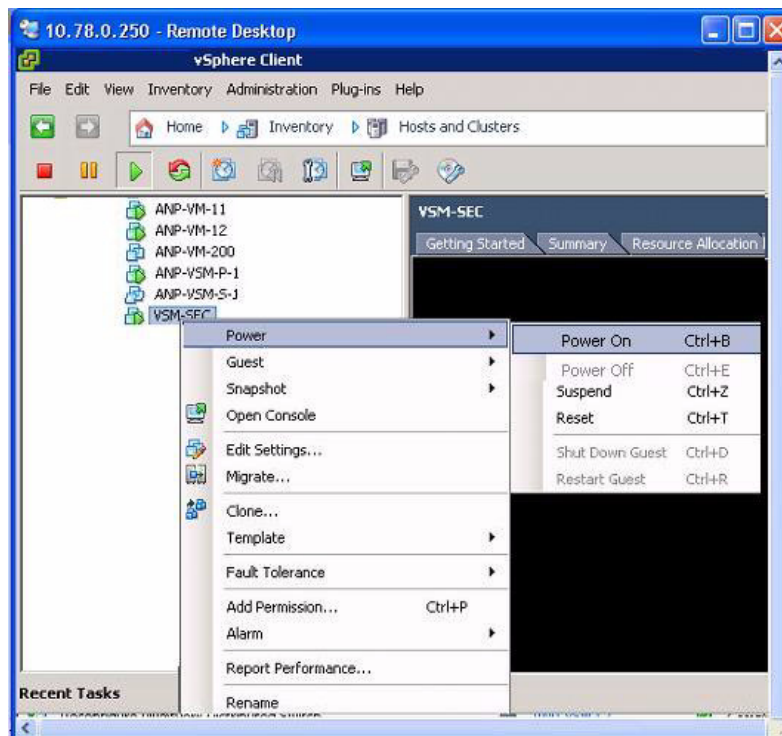 10.78.0.250 - Remote Desktop
vSphere Client
File Edit View Inventory Administration Plug-ins Help
Home Inventory Hosts and Clusters
ANP-VM-11
ANP-VM-12
ANP-VM-200
ANP-VSM-P-1
ANP-VSM-S-1
VSM-SEC
VSM-SEC
Getting Started Summary Resource Allocation
Power
Guest
Snapshot
Open Console
Edit Settings...
Migrate...
Clone...
Template
Fault Tolerance
Add Permission... Ctrl+P
Alarm
Report Performance...
Rename
Power On Ctrl+B
Power Off Ctrl+E
Suspend Ctrl+Z
Reset Ctrl+T
Shut Down Guest Ctrl+D
Restart Guest Ctrl+R
Recent Tasks